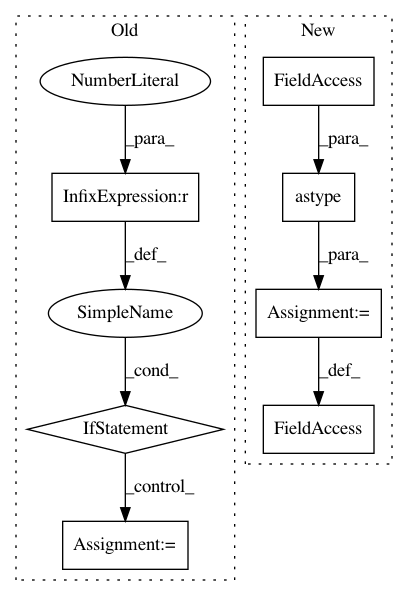 Old
New
NumberLiteral
FieldAccess
_para_
_para_
InfixExpression:r
astype
_def_
_para_
SimpleName
Assignment:=
_cond_
_def_
IfStatement
FieldAccess
_control_
Assignment:=